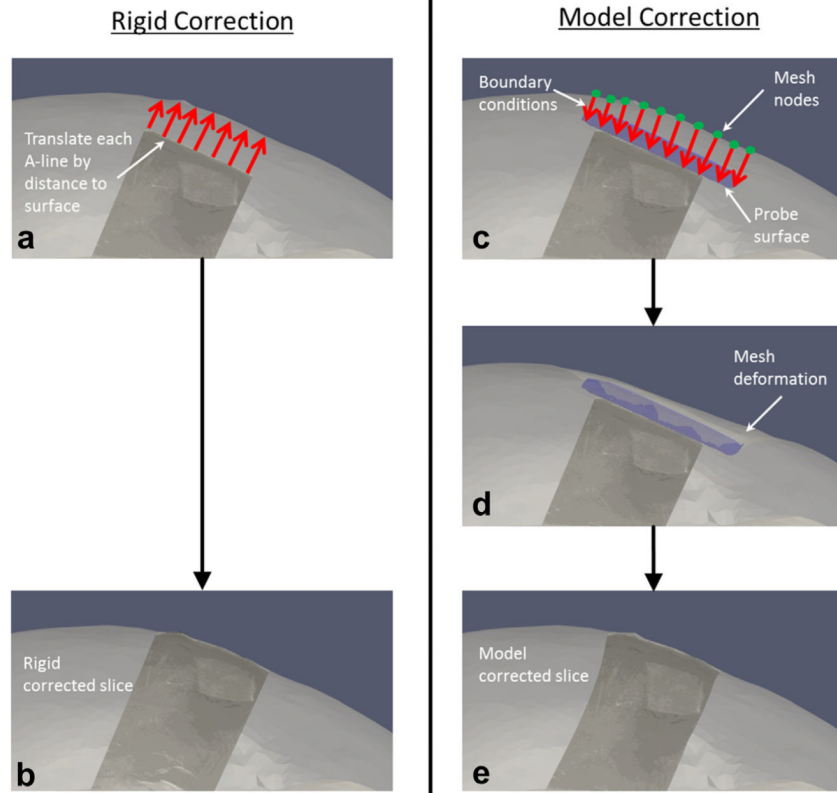 Rigid Correction
Translate each
A-line by
distance to
surface
a
Rigid
corrected slice
b
Model Correction
Boundary
conditions
Mesh
nodes
Probe
surface
c
Mesh
deformation
d
Model
corrected slice
e